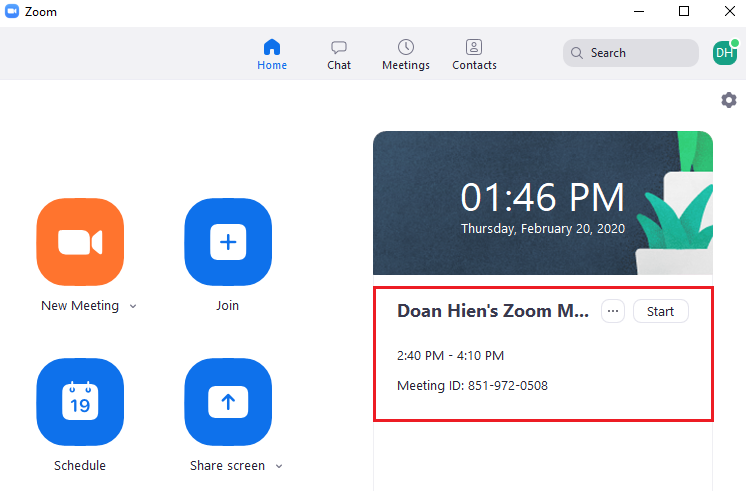 Zoom
Home
Chat
Meetings
Contacts
Search
DH
01:46 PM
Thursday, February 20, 2020
New Meeting
Join
Doan Hien's Zoom M...
Start
2:40 PM - 4:10 PM
Meeting ID: 851-972-0508
19
Schedule
Share screen